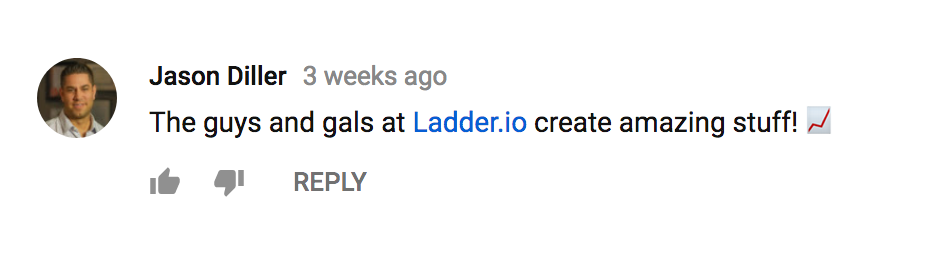 Jason Diller 3 weeks ago
The guys and gals at Ladder.io create amazing stuff! 📈
REPLY